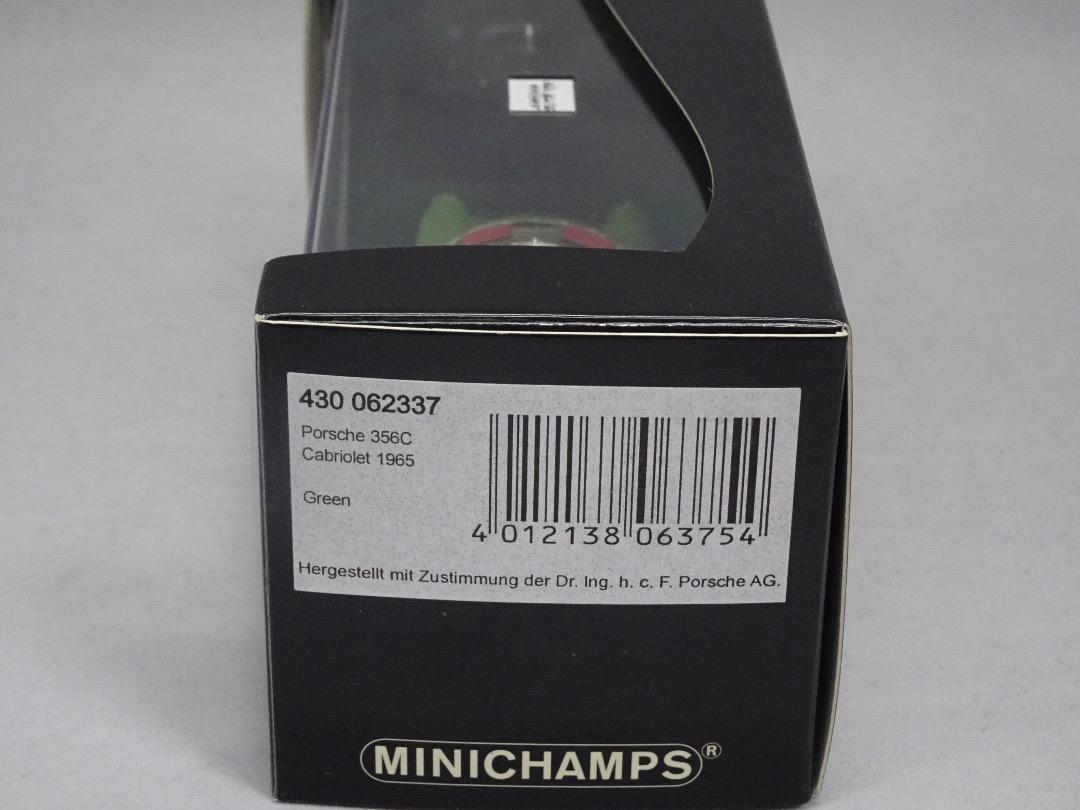 430 062337
Porsche 356C
Cabriolet 1965
Green
4 012138 063754
Hergestellt mit Zustimmung der Dr. Ing. h. c. F. Porsche AG.
MINICHAMPS®